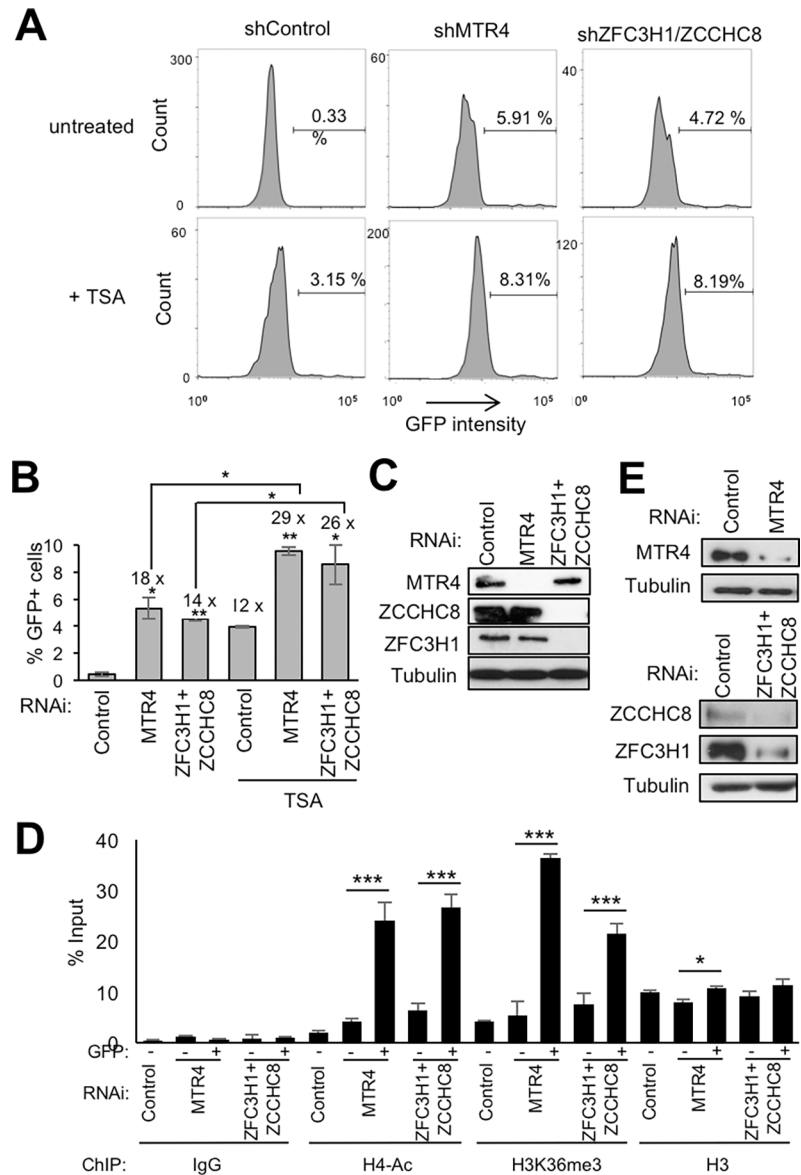 A
shControl
shMTR4
shZFC3H1/ZCCHC8
untreated
Count
300
0
0.33
%
60
5.91 %
40
4.72 %
+ TSA
Count
60
0
3.15 %
200
8.31%
120
8.19%
10⁰
10⁵
10⁰
10⁵
10⁰
10⁵
GFP intensity
B
% GFP+ cells
10
8
6
4
2
0
*
*
18 x
*
14 x
**
12 x
29 x
**
26 x
*
RNAi:
Control
MTR4
ZFC3H1+
ZCCHC8
Control
MTR4
ZFC3H1+
ZCCHC8
TSA
C
RNAi:
Control
MTR4
ZFC3H1+
ZCCHC8
MTR4
ZCCHC8
ZFC3H1
Tubulin
E
RNAi:
Control
MTR4
MTR4
Tubulin
RNAi:
Control
ZFC3H1+
ZCCHC8
ZCCHC8
ZFC3H1
Tubulin
D
% Input
40
30
20
10
0
***
***
***
***
*
GFP:
- - + - + - - + - + - - + - + - + - +
RNAi:
Control
MTR4
ZFC3H1+
ZCCHC8
Control
MTR4
ZFC3H1+
ZCCHC8
Control
MTR4
ZFC3H1+
ZCCHC8
Control
MTR4
ZFC3H1+
ZCCHC8
ChIP:
IgG
H4-Ac
H3K36me3
H3